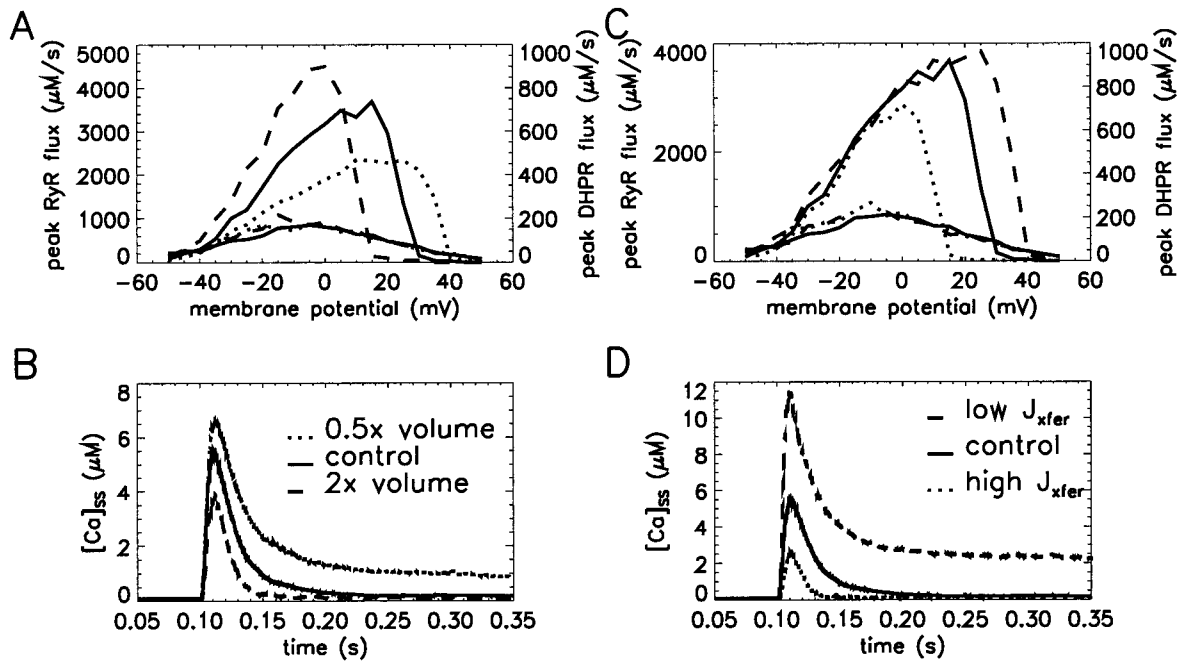 A
peak RyR flux (μM/s)
5000
4000
3000
2000
1000
0
1000
800
600
400
200
0
peak DHPR flux (μM/s)
−60 −40 −20 0 20 40 60
membrane potential (mV)
C
peak RyR flux (μM/s)
4000
2000
0
1000
800
600
400
200
0
peak DHPR flux (μM/s)
−60 −40 −20 0 20 40 60
membrane potential (mV)
B
[Ca]ss (μM)
8
6
4
2
0
0.5x volume
control
2x volume
0.05 0.10 0.15 0.20 0.25 0.30 0.35
time (s)
D
[Ca]ss (μM)
12
10
8
6
4
2
0
low Jxfer
control
high Jxfer
0.05 0.10 0.15 0.20 0.25 0.30 0.35
time (s)